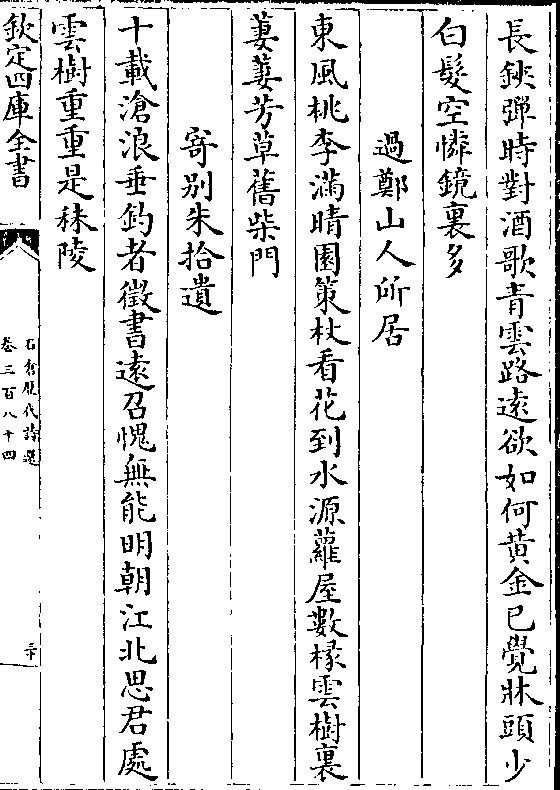 長鋏彈時對酒歌青雲路遠欲如何黄金已覺牀頭少
白髪空憐鏡裏多
過鄭山人所居
東風桃李滿晴園策杖看花到水源蘿屋數椽雲樹裏
萋萋芳草舊柴門
寄别朱拾遺
十載滄浪垂釣者徵書遠召愧無能明朝江北思君處
雲樹重重是秣陵
欽定四庫全書
石倉歷代詩選
卷三百八十四
三十